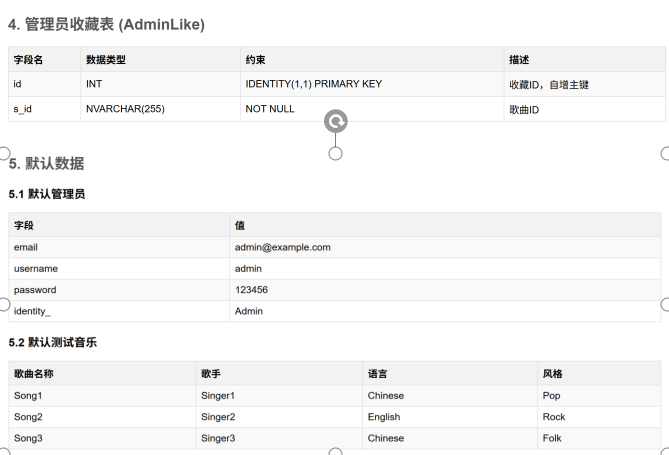 4. 管理员收藏表 (AdminLike)
字段名 数据类型 约束 描述
id INT IDENTITY(1,1) PRIMARY KEY 收藏ID，自增主键
s_id NVARCHAR(255) NOT NULL 歌曲ID
5. 默认数据
5.1 默认管理员
字段 值
email admin@example.com
username admin
password 123456
identity_ Admin
5.2 默认测试音乐
歌曲名称 歌手 语言 风格
Song1 Singer1 Chinese Pop
Song2 Singer2 English Rock
Song3 Singer3 Chinese Folk